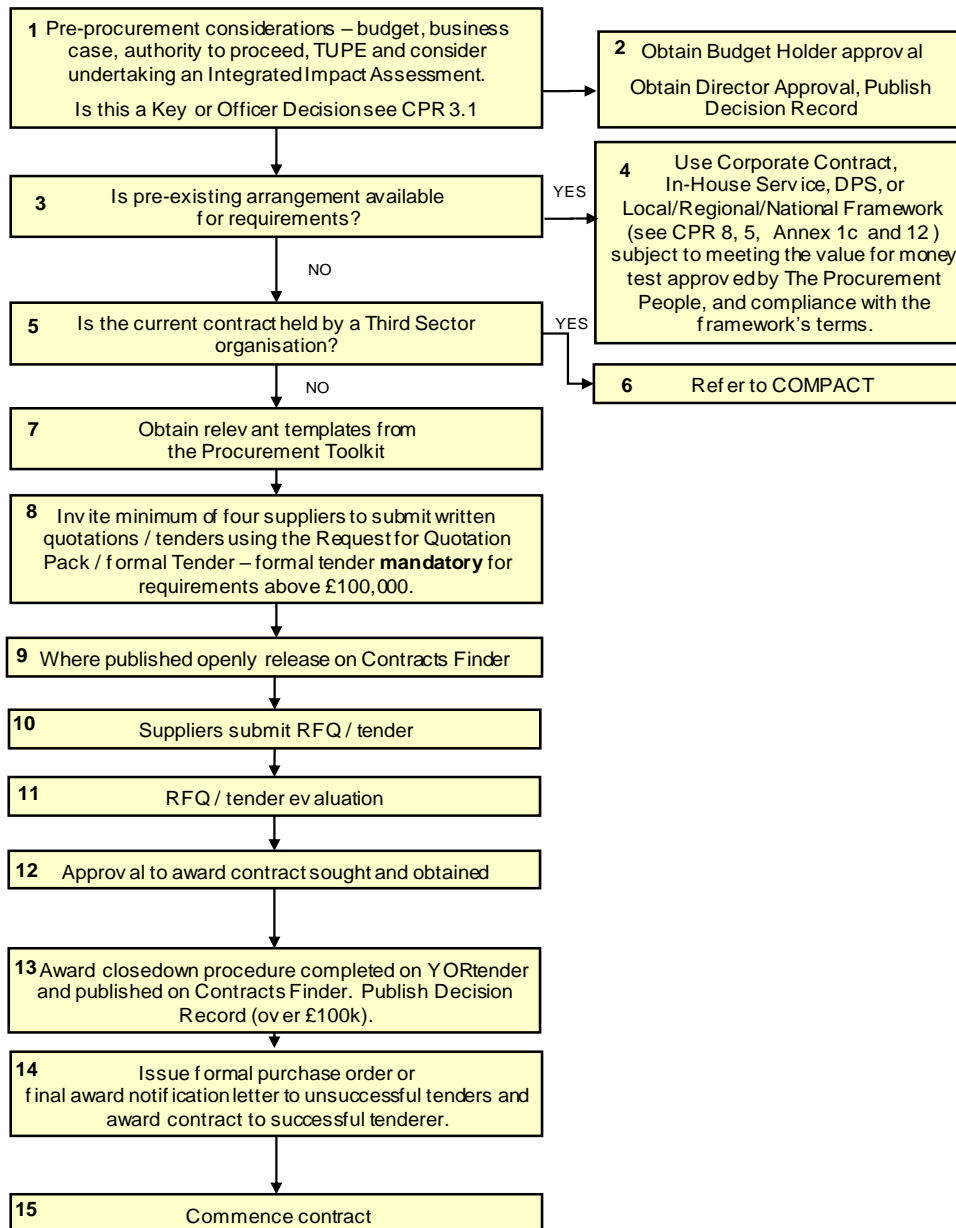 1 Pre-procurement considerations – budget, business
case, authority to proceed, TUPE and consider
undertaking an Integrated Impact Assessment.
Is this a Key or Officer Decision see CPR 3.1
2 Obtain Budget Holder approval
Obtain Director Approval, Publish
Decision Record
3 Is pre-existing arrangement available
for requirements?
YES
NO
4 Use Corporate Contract,
In-House Service, DPS, or
Local/Regional/National Framework
(see CPR 8, 5, Annex 1c and 12 )
subject to meeting the value for money
test approved by The Procurement
People, and compliance with the
framework's terms.
5 Is the current contract held by a Third Sector
organisation?
YES
NO
6 Refer to COMPACT
7 Obtain relevant templates from
the Procurement Toolkit
8 Invite minimum of four suppliers to submit written
quotations / tenders using the Request for Quotation
Pack / formal Tender – formal tender mandatory for
requirements above £100,000.
9 Where published openly release on Contracts Finder
10 Suppliers submit RFQ / tender
11 RFQ / tender evaluation
12 Approval to award contract sought and obtained
13 Award closedown procedure completed on YORtender
and published on Contracts Finder. Publish Decision
Record (over £100k).
14 Issue formal purchase order or
final award notification letter to unsuccessful tenders and
award contract to successful tenderer.
15 Commence contract